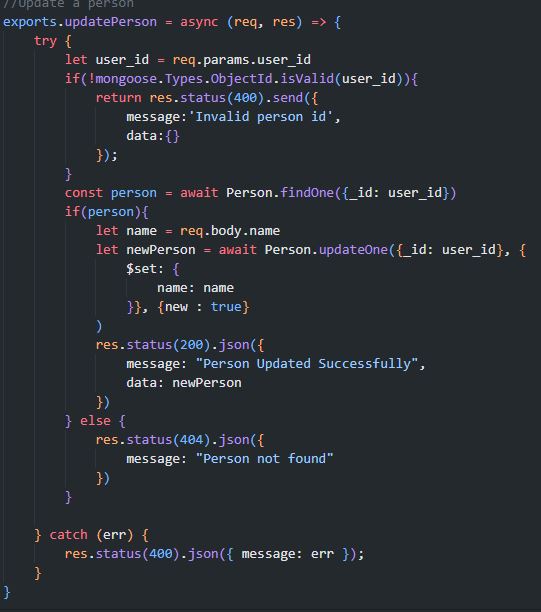 //Update a person
exports.updatePerson = async (req, res) => {
    try {
        let user_id = req.params.user_id
        if(!mongoose.Types.ObjectId.isValid(user_id)){
            return res.status(400).send({
                message:'Invalid person id',
                data:{}
            });
        }
        const person = await Person.findOne({_id: user_id})
        if(person){
            let name = req.body.name
            let newPerson = await Person.updateOne({_id: user_id}, {
                $set: {
                    name: name
                }}, {new : true}
            )
            res.status(200).json({
                message: "Person Updated Successfully",
                data: newPerson
            })
        } else {
            res.status(404).json({
                message: "Person not found"
            })
        }

    } catch (err) {
        res.status(400).json({ message: err });
    }
}